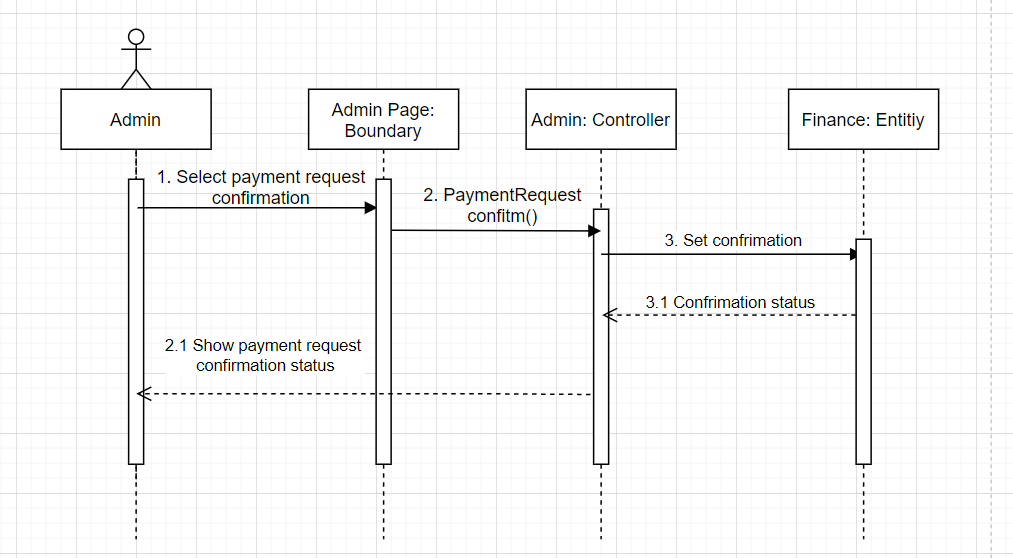 Admin
Admin Page:
Boundary
Admin: Controller
Finance: Entitiy
1. Select payment request
confirmation
2. PaymentRequest
confitm()
3. Set confrimation
3.1 Confrimation status
2.1 Show payment request
confirmation status